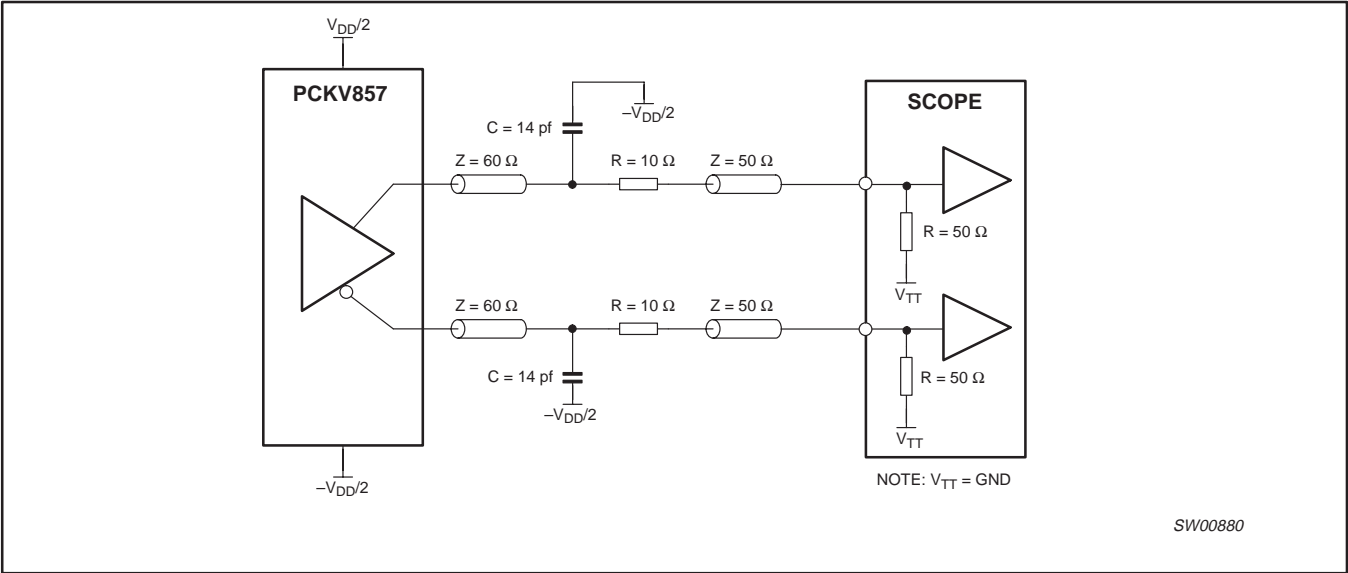 VDD/2
PCKV857
SCOPE
–VDD/2
C = 14 pf
Z = 60 Ω
R = 10 Ω
Z = 50 Ω
R = 50 Ω
VTT
Z = 60 Ω
R = 10 Ω
Z = 50 Ω
C = 14 pf
R = 50 Ω
–VDD/2
VTT
–VDD/2
NOTE: VTT = GND
SW00880